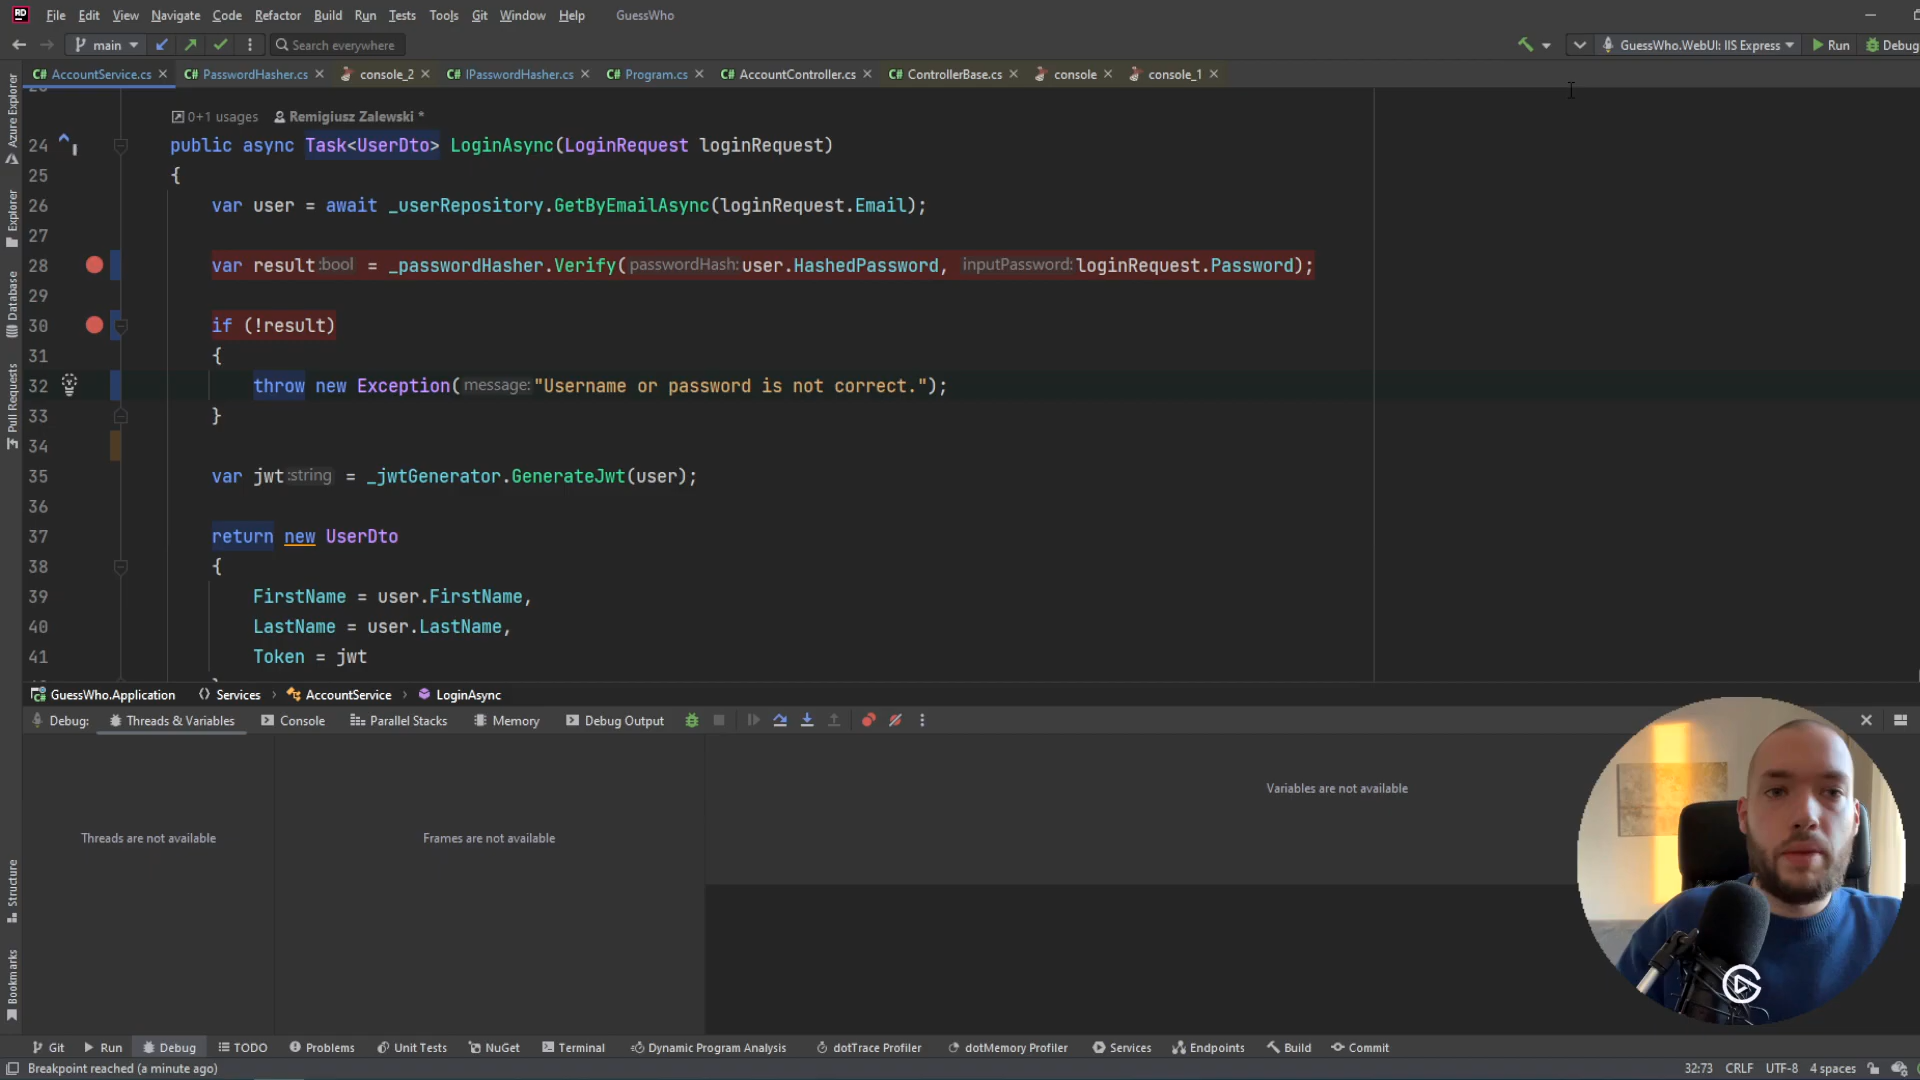 RD File Edit View Navigate Code Refactor Build Run Tests Tools Git Window Help GuessWho
main Search everywhere GuessWho.WebUI: IIS Express Run Debug
C# AccountService.cs C# PasswordHasher.cs console_2 C# IPasswordHasher.cs C# Program.cs C# AccountController.cs C# ControllerBase.cs console console_1
Azure Explorer
Explorer
Database
Pull Requests
Structure
Bookmarks
0+1 usages Remigiusz Zalewski *
24 public async Task<UserDto> LoginAsync(LoginRequest loginRequest)
25 {
26 var user = await _userRepository.GetByEmailAsync(loginRequest.Email);
27
28 var result :bool = _passwordHasher.Verify( passwordHash: user.HashedPassword, inputPassword: loginRequest.Password);
29
30 if (!result)
31 {
32 throw new Exception( message: "Username or password is not correct.");
33 }
34
35 var jwt :string = _jwtGenerator.GenerateJwt(user);
36
37 return new UserDto
38 {
39 FirstName = user.FirstName,
40 LastName = user.LastName,
41 Token = jwt
GuessWho.Application Services AccountService LoginAsync
Debug: Threads & Variables Console Parallel Stacks Memory Debug Output
Variables are not available
Threads are not available Frames are not available
Git Run Debug TODO Problems Unit Tests NuGet Terminal Dynamic Program Analysis dotTrace Profiler dotMemory Profiler Services Endpoints Build Commit
Breakpoint reached (a minute ago) 32:73 CRLF UTF-8 4 spaces